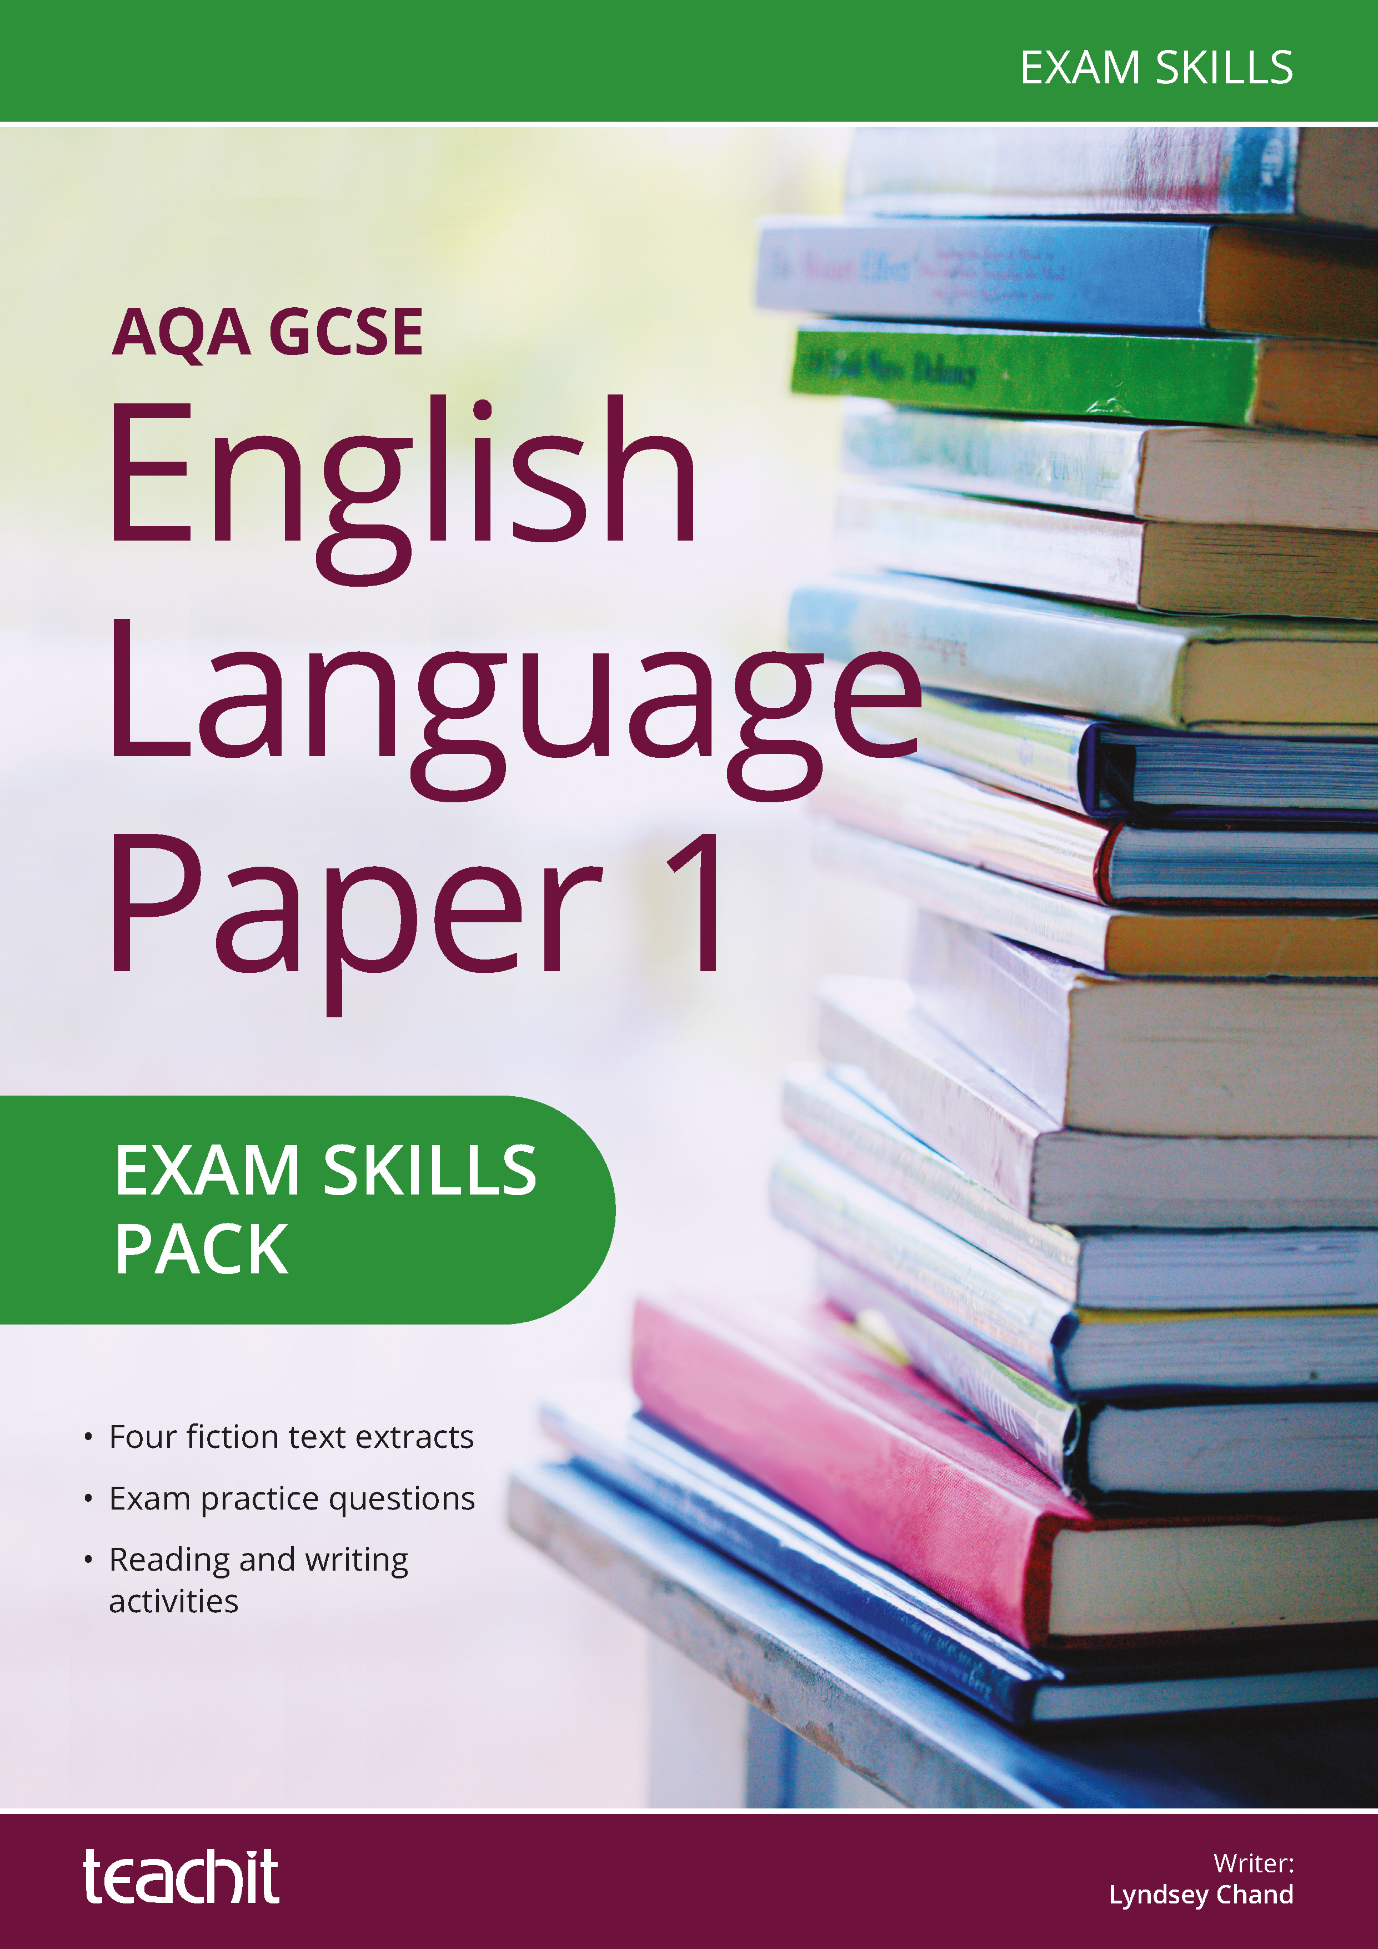 EXAM SKILLS
AQA GCSE
English
Language
Paper 1
EXAM SKILLS
PACK
• Four fiction text extracts
• Exam practice questions
• Reading and writing
activities
teachit
Writer:
Lyndsey Chand